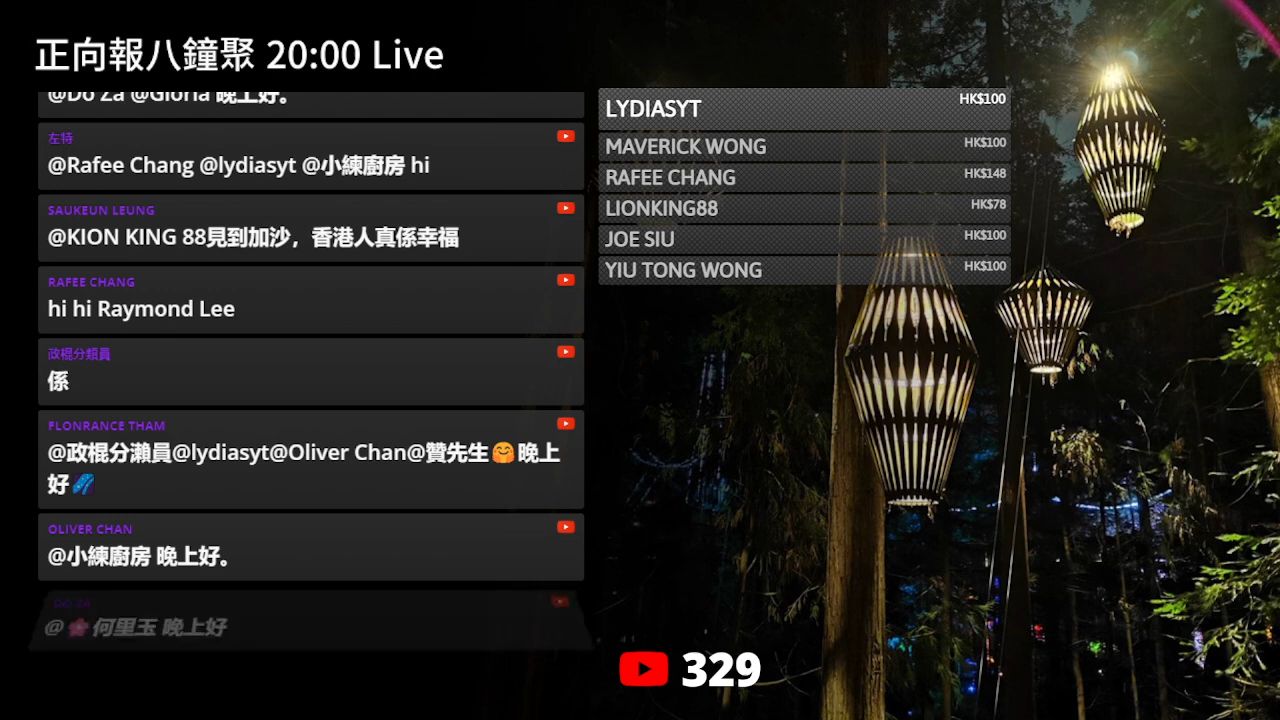 正向報八鐘聚 20:00 Live
@Do Za @Gloria 晚上好。
左特
@Rafee Chang @lydiasyt @小練廚房 hi
SAUKEUN LEUNG
@KION KING 88見到加沙，香港人真係幸福
RAFEE CHANG
hi hi Raymond Lee
政棍分類員
係
FLONRANCE THAM
@政棍分瀨員@lydiasyt@Oliver Chan@贊先生🤗晚上
好🧬
OLIVER CHAN
@小練廚房 晚上好。
DO ZA
@🌸何里玉 晚上好
LYDIASYT HK$100
MAVERICK WONG HK$100
RAFEE CHANG HK$148
LIONKING88 HK$78
JOE SIU HK$100
YIU TONG WONG HK$100
329